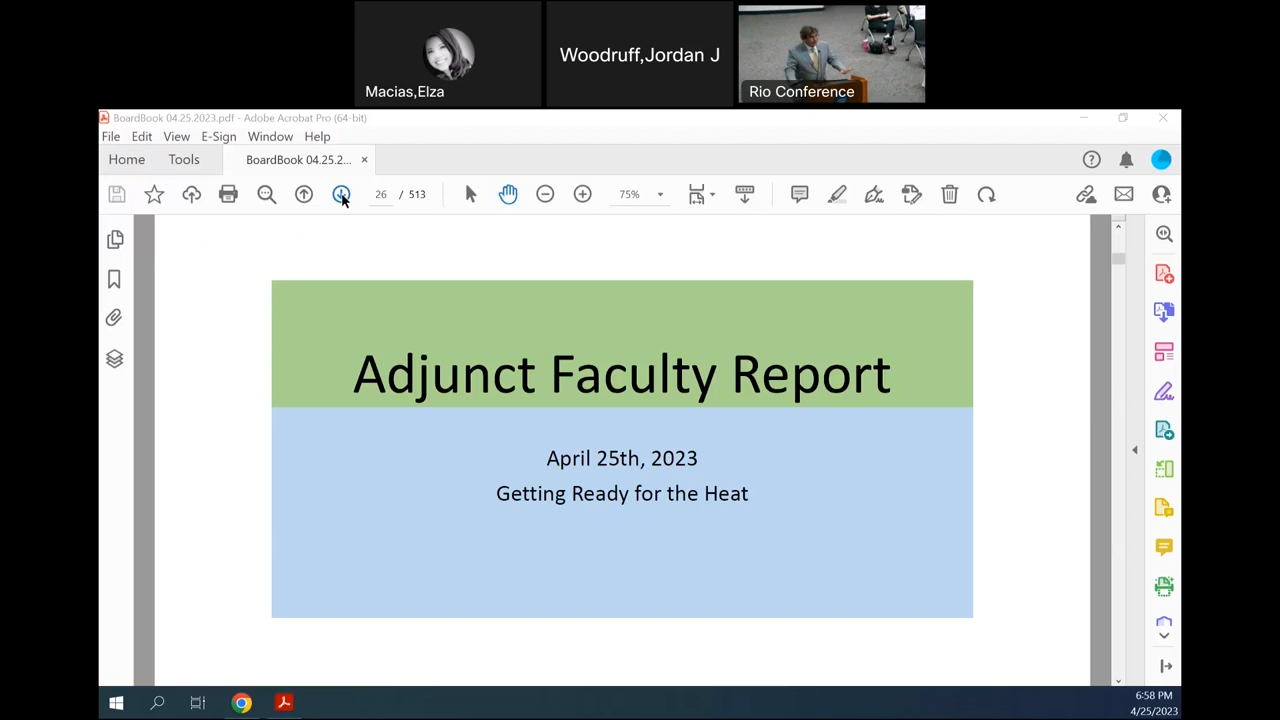 Woodruff,Jordan J
Macias,Elza
Rio Conference
BoardBook 04.25.2023.pdf - Adobe Acrobat Pro (64-bit)
File Edit View E-Sign Window Help
Home Tools BoardBook 04.25.2... ×
26 / 513 75%
Adjunct Faculty Report
April 25th, 2023
Getting Ready for the Heat
6:58 PM
4/25/2023